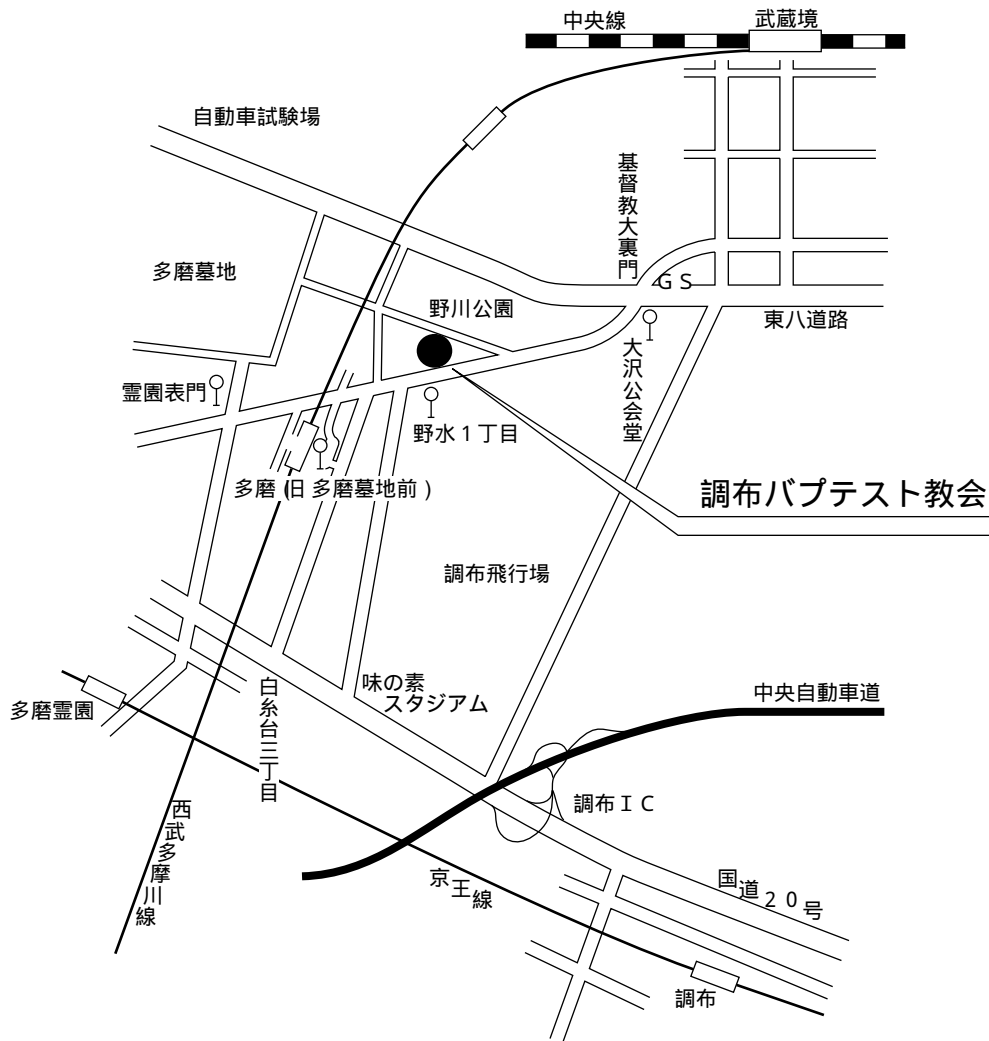 中央線
武蔵境
自動車試験場
基督教大裏門
多磨墓地
ＧＳ
野川公園
東八道路
大沢公会堂
霊園表門
野水１丁目
多磨（旧多磨墓地前）
調布バプテスト教会
調布飛行場
味の素
スタジアム
白糸台三丁目
多磨霊園
中央自動車道
調布ＩＣ
西武多摩川線
京王線
国道２０号
調布